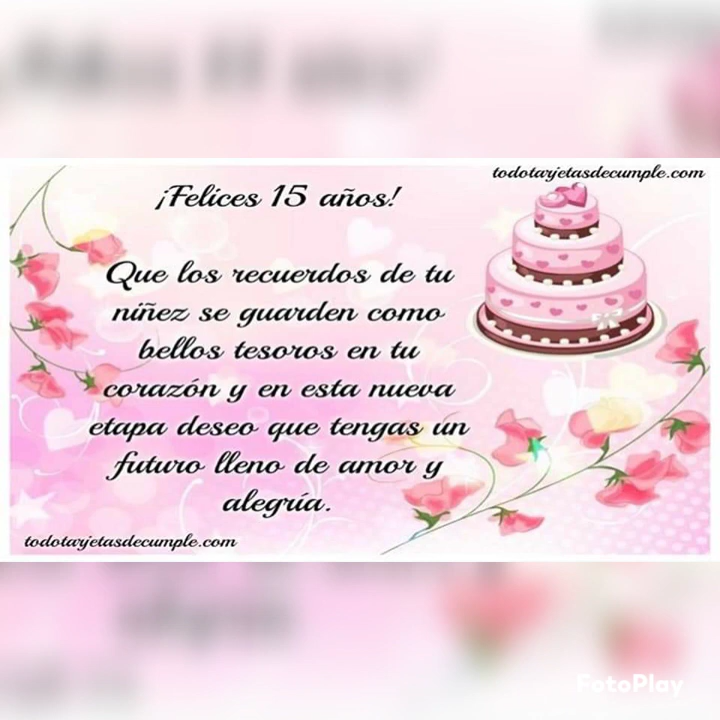 todotarjetasdecumple.com
¡Felices 15 años!
Que los recuerdos de tu
niñez se guarden como
bellos tesoros en tu
corazón y en esta nueva
etapa deseo que tengas un
futuro lleno de amor y
alegría.
todotarjetasdecumple.com
FotoPlay